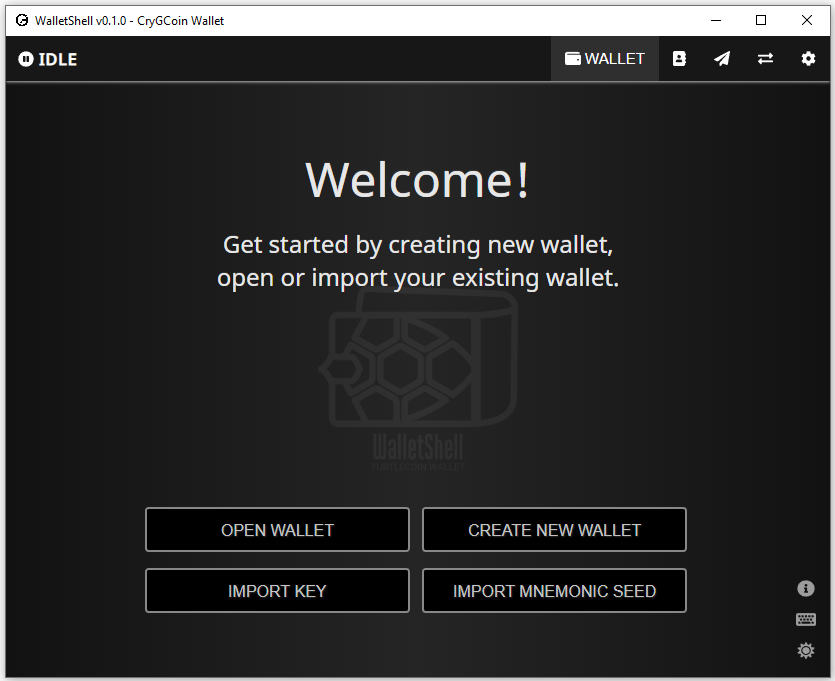 WalletShell v0.1.0 - CryGCoin Wallet
IDLE
WALLET
Welcome!
Get started by creating new wallet,
open or import your existing wallet.
WalletShell
TURTLECOIN WALLET
OPEN WALLET
CREATE NEW WALLET
IMPORT KEY
IMPORT MNEMONIC SEED